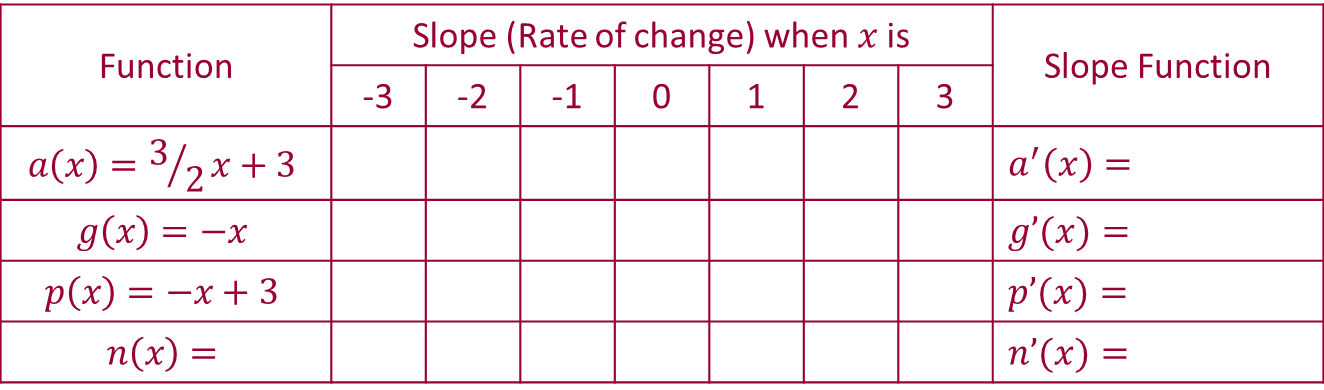 Function
Slope (Rate of change) when x is
Slope Function
-3 -2 -1 0 1 2 3
a(x) = 3/2 x + 3
a′(x) =
g(x) = −x
g’(x) =
p(x) = −x + 3
p’(x) =
n(x) =
n’(x) =